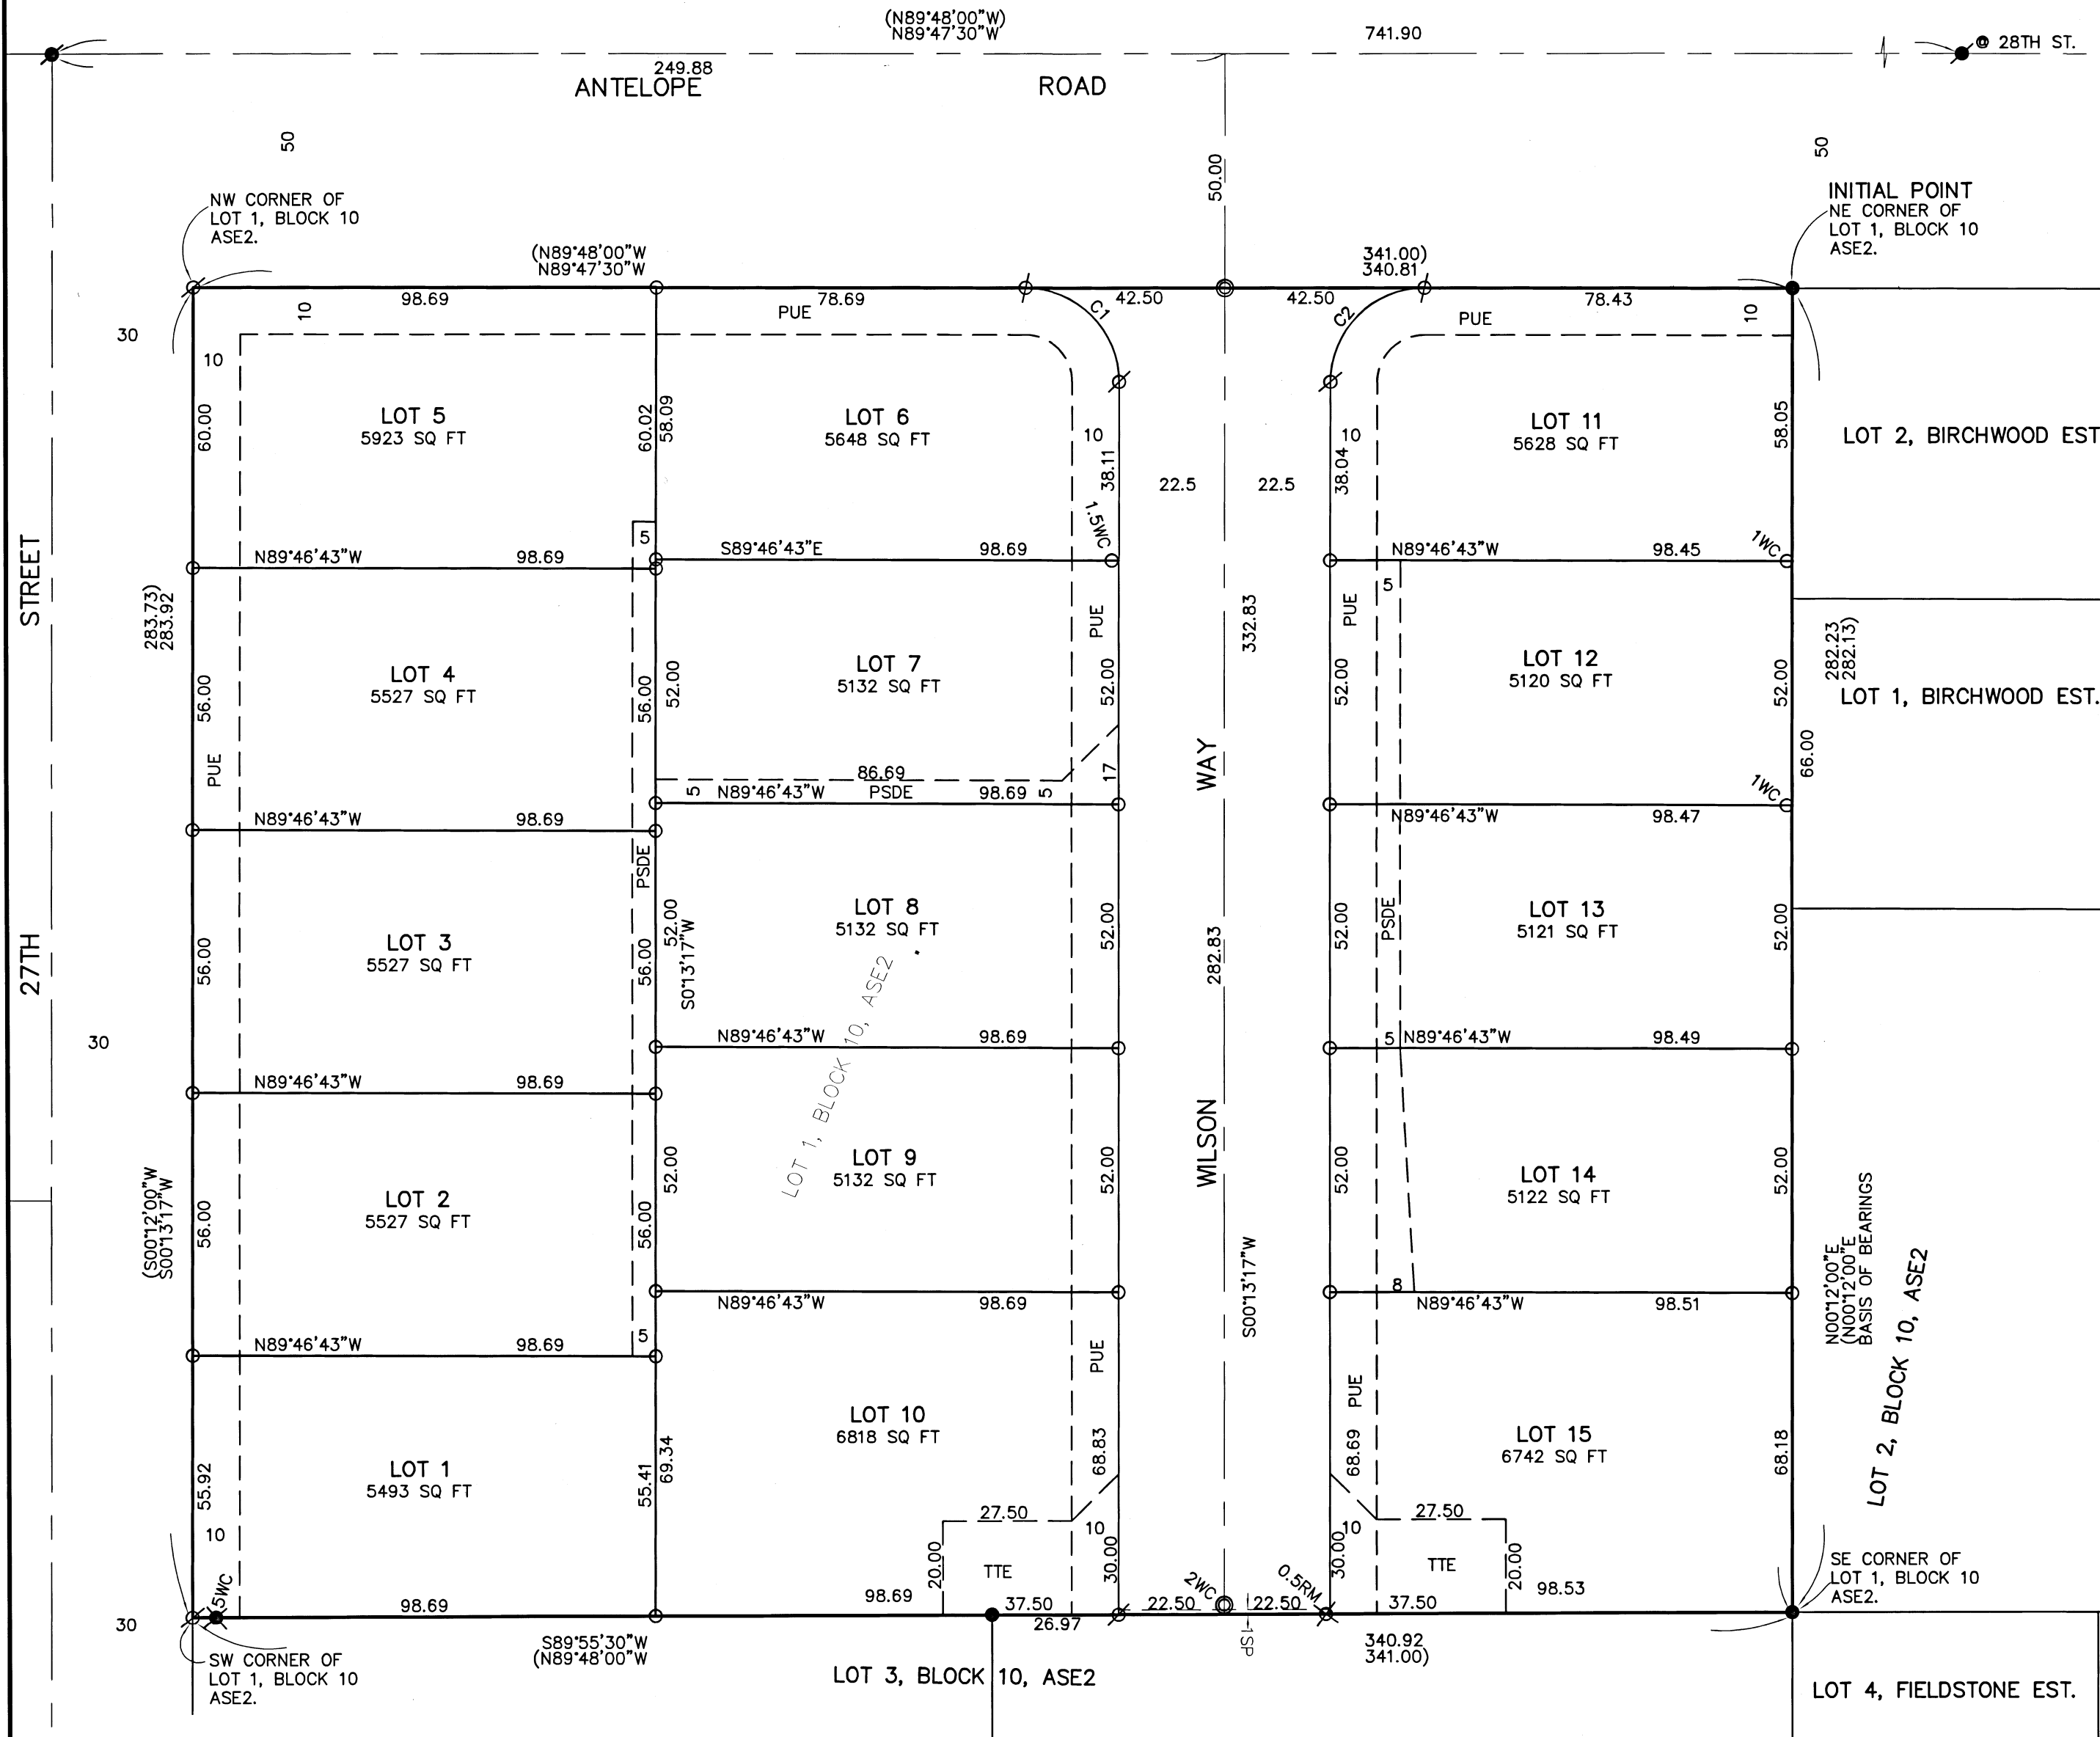 (N89°48'00"W)
N89°47'30"W
741.90
@ 28TH ST.
249.88
ANTELOPE ROAD
50
50.00
50
NW CORNER OF
LOT 1, BLOCK 10
ASE2.
INITIAL POINT
NE CORNER OF
LOT 1, BLOCK 10
ASE2.
(N89°48'00"W
N89°47'30"W
341.00)
340.81
98.69
78.69
42.50
42.50
78.43
10
PUE
C1
C2
PUE
10
30
10
60.00
LOT 5
5923 SQ FT
60.02
58.09
LOT 6
5648 SQ FT
10
38.11
22.5
22.5
38.04
10
LOT 11
5628 SQ FT
58.05
LOT 2, BIRCHWOOD EST
5
1.5WC
1WC
N89°46'43"W 98.69
S89°46'43"E 98.69
N89°46'43"W 98.45
5
283.73)
283.92
STREET
PUE
332.83
PUE
282.23
282.13)
56.00
LOT 4
5527 SQ FT
56.00
52.00
LOT 7
5132 SQ FT
52.00
52.00
LOT 12
5120 SQ FT
52.00
LOT 1, BIRCHWOOD EST.
66.00
PUE
WAY
86.69
17
5
N89°46'43"W PSDE 98.69
5
1WC
N89°46'43"W 98.69
N89°46'43"W 98.47
PSDE
27TH
56.00
LOT 3
5527 SQ FT
56.00
52.00
S0°13'17"W
LOT 8
5132 SQ FT
52.00
282.83
52.00
PSDE
LOT 13
5121 SQ FT
52.00
LOT 1, BLOCK 10, ASE2
30
N89°46'43"W 98.69
5
N89°46'43"W 98.49
N89°46'43"W 98.69
(S00°12'00"W
S00°13'17"W
56.00
LOT 2
5527 SQ FT
56.00
52.00
LOT 9
5132 SQ FT
52.00
WILSON
S00°13'17"W
52.00
LOT 14
5122 SQ FT
52.00
N00°12'00"E
(N00°12'00"E
BASIS OF BEARINGS
LOT 2, BLOCK 10, ASE2
8
N89°46'43"W 98.69
N89°46'43"W 98.51
N89°46'43"W 98.69
5
PUE
PUE
55.92
LOT 1
5493 SQ FT
55.41
69.34
LOT 10
6818 SQ FT
68.83
68.69
LOT 15
6742 SQ FT
68.18
10
27.50
10
10
27.50
20.00
TTE
30.00
30.00
TTE
20.00
5WC
2WC
0.5RM
SE CORNER OF
LOT 1, BLOCK 10
ASE2.
30
98.69
98.69
37.50
26.97
22.50
22.50
1SP
37.50
98.53
SW CORNER OF
LOT 1, BLOCK 10
ASE2.
S89°55'30"W
(N89°48'00"W
340.92
341.00)
LOT 3, BLOCK 10, ASE2
LOT 4, FIELDSTONE EST.